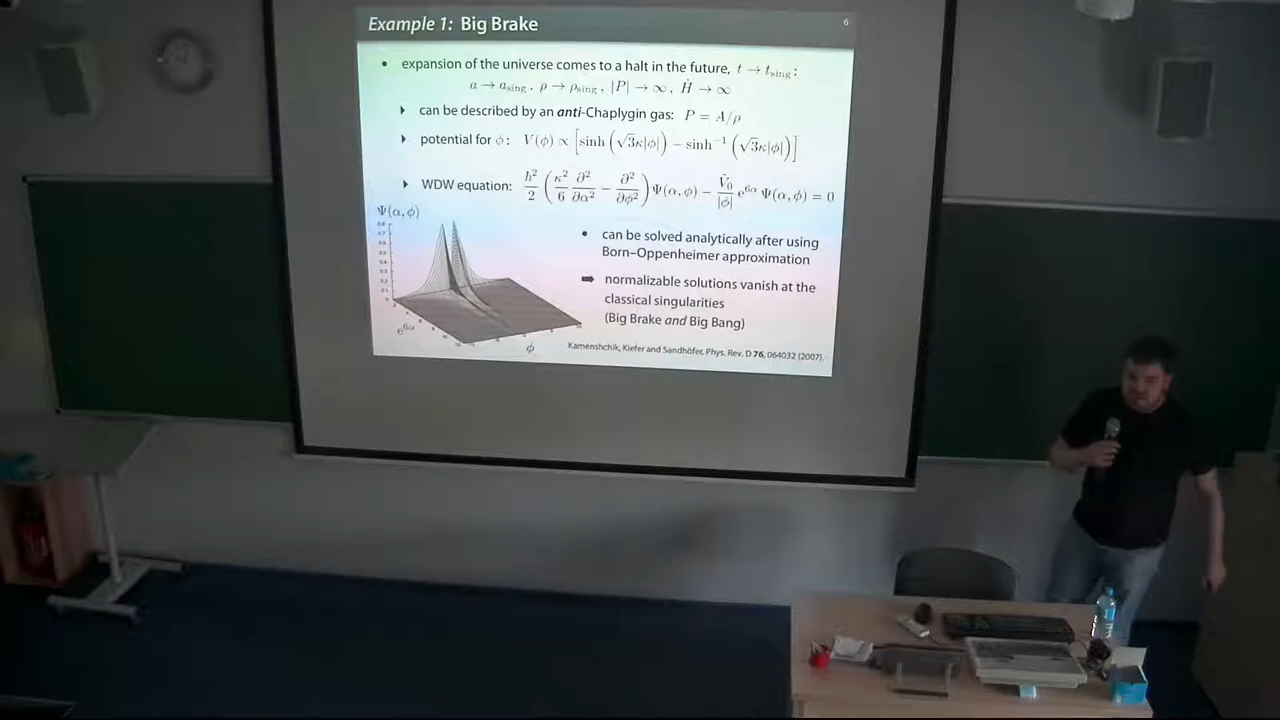 Example 1: Big Brake
6
• expansion of the universe comes to a halt in the future, t → t_sing :
a → a_sing , ρ → ρ_sing , |P| → ∞ , Ḣ → ∞
‣ can be described by an anti-Chaplygin gas: P = A/ρ
‣ potential for ϕ : V(ϕ) ∝ [sinh (√3κ|ϕ|) − sinh⁻¹ (√3κ|ϕ|)]
‣ WDW equation: ħ²/2 (κ²/6 ∂²/∂α² − ∂²/∂ϕ²) Ψ(α, ϕ) − Ṽ₀/|ϕ| e^{6α} Ψ(α, ϕ) = 0
Ψ(α, ϕ)
e^{6α}
ϕ
• can be solved analytically after using
Born–Oppenheimer approximation
➡ normalizable solutions vanish at the
classical singularities
(Big Brake and Big Bang)
Kamenshchik, Kiefer and Sandhöfer, Phys. Rev. D 76, 064032 (2007).